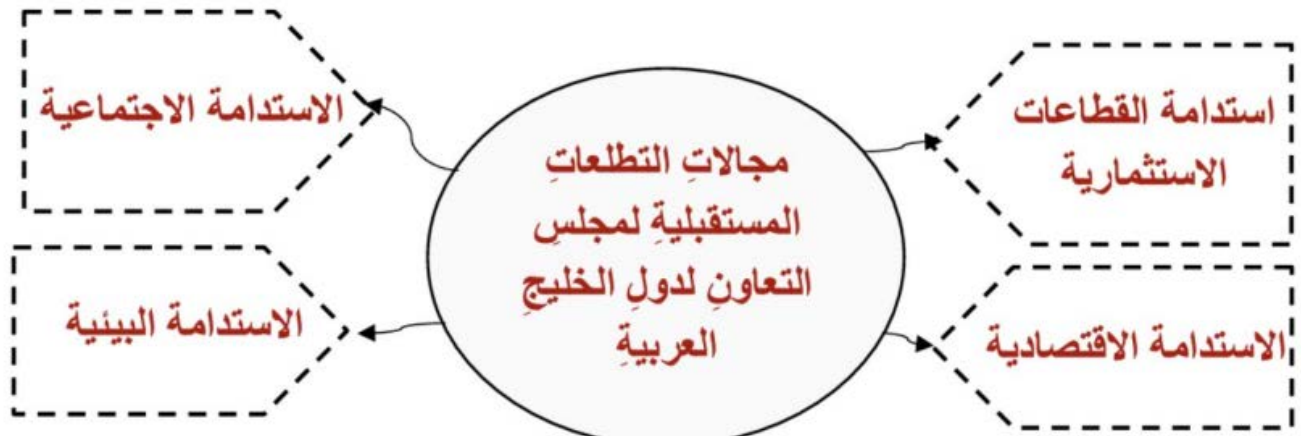 استدامة القطاعات
الاستثمارية
الاستدامة الاجتماعية
مجالاتِ التطلعاتِ
المستقبليةِ لمجلسِ
التعاونِ لدولِ الخليجِ
العربيةِ
الاستدامة الاقتصادية
الاستدامة البيئية